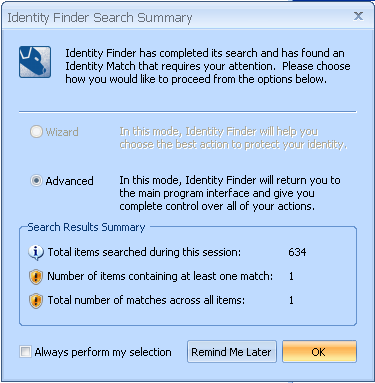 Identity Finder Search Summary
Identity Finder has completed its search and has found an
Identity Match that requires your attention.  Please choose
how you would like to proceed from the options below.
Wizard
In this mode, Identity Finder will help you
choose the best action to protect your identity.
Advanced
In this mode, Identity Finder will return you to
the main program interface and give you
complete control over all of your actions.
Search Results Summary
Total items searched during this session: 634
Number of items containing at least one match: 1
Total number of matches across all items: 1
Always perform my selection
Remind Me Later
OK